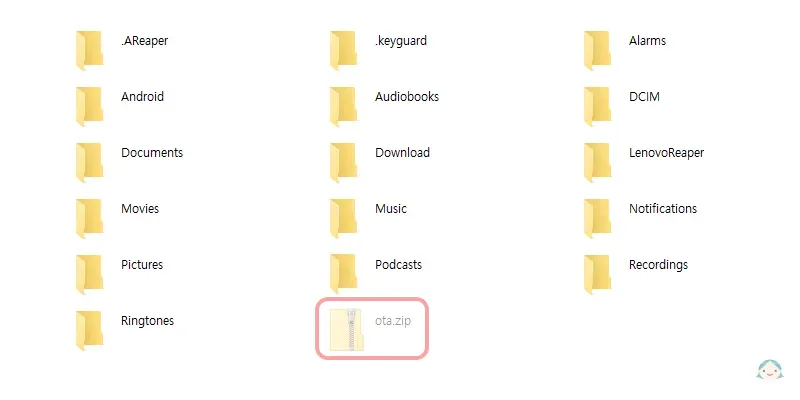 .AReaper
.keyguard
Alarms
Android
Audiobooks
DCIM
Documents
Download
LenovoReaper
Movies
Music
Notifications
Pictures
Podcasts
Recordings
Ringtones
ota.zip